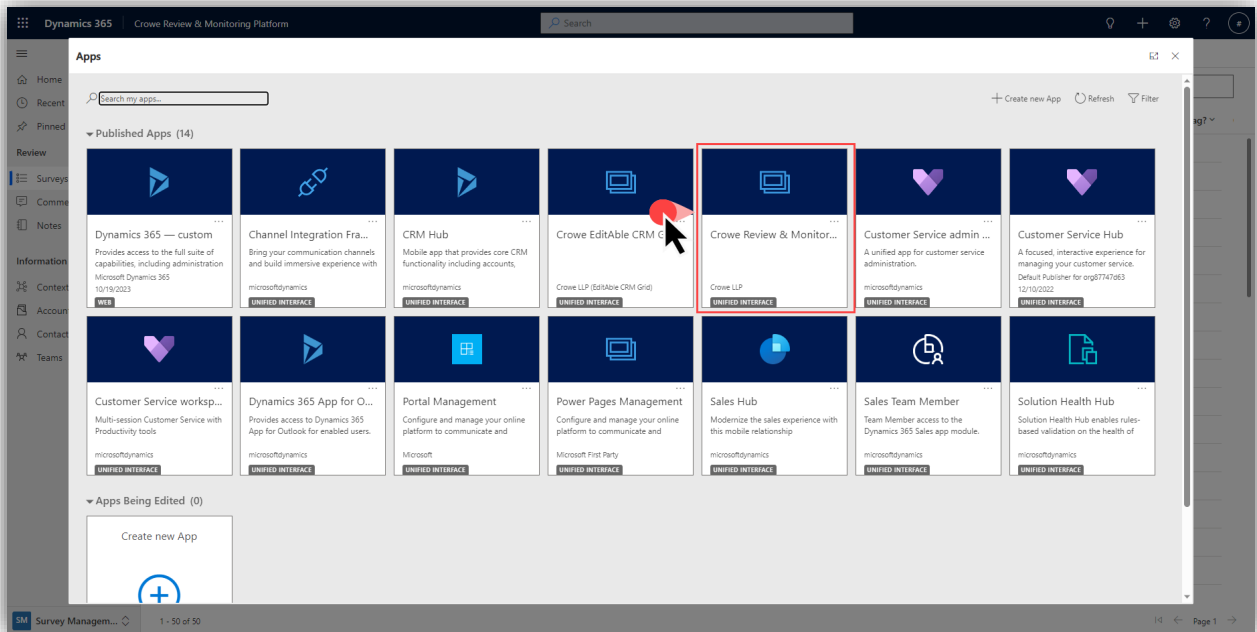 Dynamics 365 Crowe Review & Monitoring Platform Search ? #
Apps
Home
Recent
Pinned
Review
Surveys
Comme
Notes
Information
Context
Accoun
Contact
Teams
Search my apps...
Create new App Refresh Filter
ag?
Published Apps (14)
Dynamics 365 — custom
Provides access to the full suite of
capabilities, including administration
Microsoft Dynamics 365
10/19/2023
WEB
Channel Integration Fra...
Bring your communication channels
and build immersive experience with
microsoftdynamics
UNIFIED INTERFACE
CRM Hub
Mobile app that provides core CRM
functionality including accounts,
microsoftdynamics
UNIFIED INTERFACE
Crowe EditAble CRM G
Crowe LLP (EditAble CRM Grid)
UNIFIED INTERFACE
Crowe Review & Monitor...
Crowe LLP
UNIFIED INTERFACE
Customer Service admin ...
A unified app for customer service
administration.
microsoftdynamics
UNIFIED INTERFACE
Customer Service Hub
A focused, interactive experience for
managing your customer service.
Default Publisher for org87747d63
12/10/2022
UNIFIED INTERFACE
Customer Service worksp...
Multi-session Customer Service with
Productivity tools
microsoftdynamics
UNIFIED INTERFACE
Dynamics 365 App for O...
Provides access to Dynamics 365
App for Outlook for enabled users.
microsoftdynamics
UNIFIED INTERFACE
Portal Management
Configure and manage your online
platform to communicate and
Microsoft
UNIFIED INTERFACE
Power Pages Management
Configure and manage your online
platform to communicate and
Microsoft First Party
UNIFIED INTERFACE
Sales Hub
Modernize the sales experience with
this mobile relationship
microsoftdynamics
UNIFIED INTERFACE
Sales Team Member
Team Member access to the
Dynamics 365 Sales app module.
microsoftdynamics
UNIFIED INTERFACE
Solution Health Hub
Solution Health Hub enables rules-
based validation on the health of
microsoftdynamics
UNIFIED INTERFACE
Apps Being Edited (0)
Create new App
SM Survey Managem... 1 - 50 of 50 Page 1